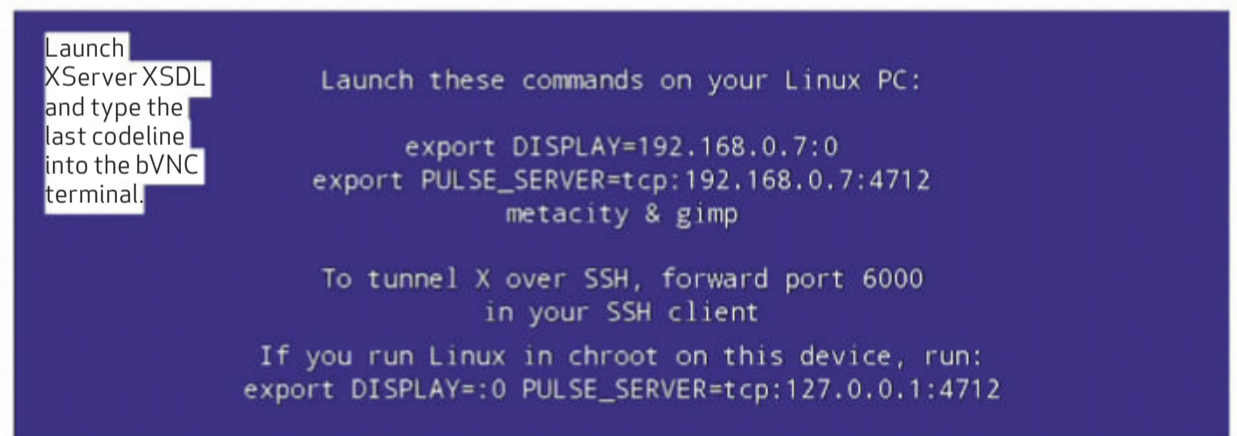 Launch
XServer XSDL
and type the
last codeline
into the bVNC
terminal.
Launch these commands on your Linux PC:
export DISPLAY=192.168.0.7:0
export PULSE_SERVER=tcp:192.168.0.7:4712
metacity & gimp
To tunnel X over SSH, forward port 6000
in your SSH client
If you run Linux in chroot on this device, run:
export DISPLAY=:0 PULSE_SERVER=tcp:127.0.0.1:4712